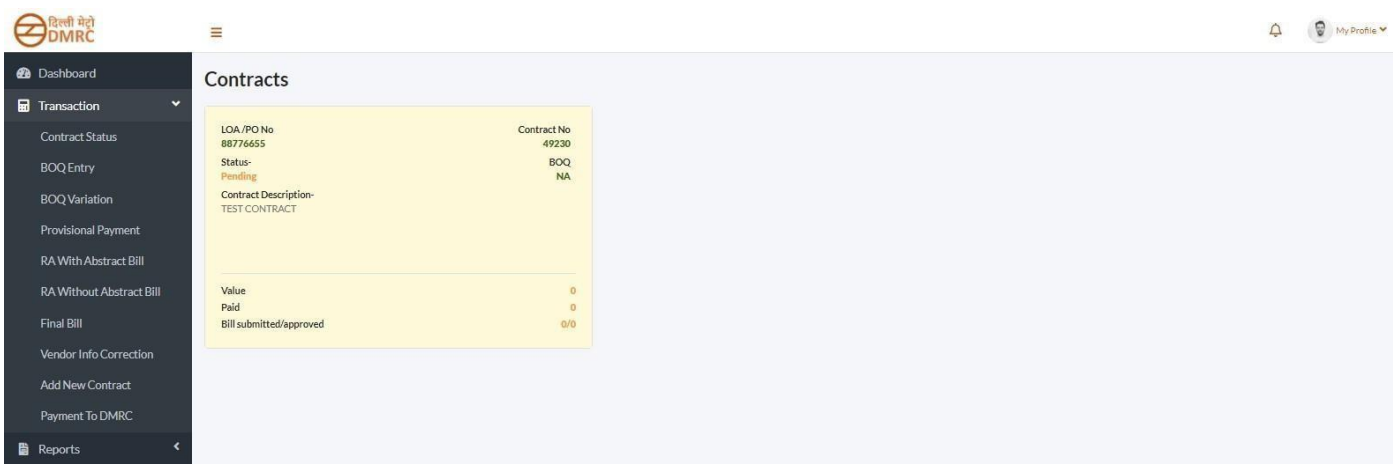 दिल्ली मेट्रो
DMRC
My Profile
Dashboard
Transaction
Contract Status
BOQ Entry
BOQ Variation
Provisional Payment
RA With Abstract Bill
RA Without Abstract Bill
Final Bill
Vendor Info Correction
Add New Contract
Payment To DMRC
Reports
Contracts
LOA /PO No Contract No
88776655 49230
Status- BOQ
Pending NA
Contract Description-
TEST CONTRACT
Value 0
Paid 0
Bill submitted/approved 0/0